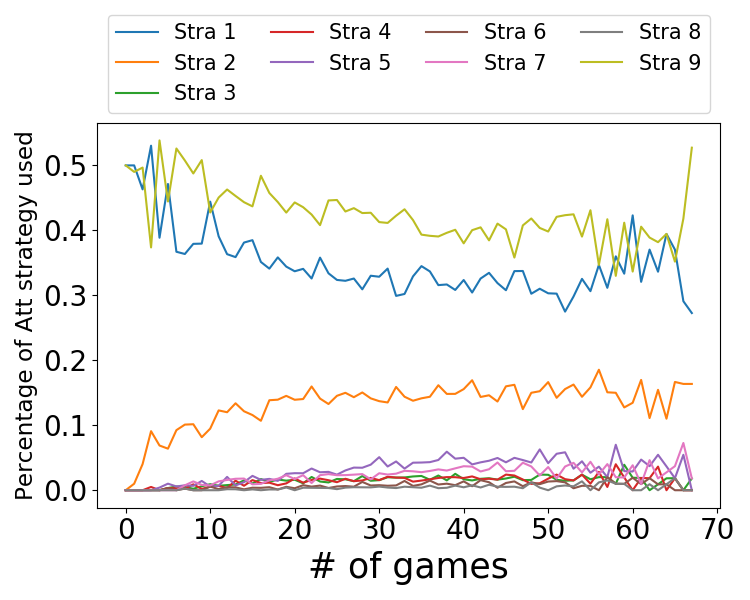 Stra 1 Stra 4 Stra 6 Stra 8
Stra 2 Stra 5 Stra 7 Stra 9
Stra 3
Percentage of Att strategy used
0.5
0.4
0.3
0.2
0.1
0.0
0 10 20 30 40 50 60 70
# of games